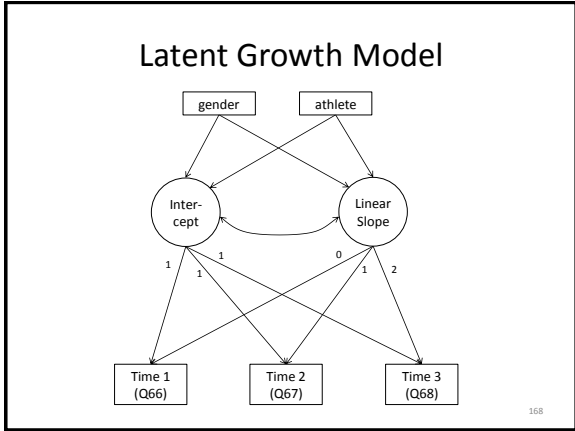 Latent Growth Model
gender athlete
Inter-
cept
Linear
Slope
1 1 1 0 1 2
Time 1
(Q66)
Time 2
(Q67)
Time 3
(Q68)
168